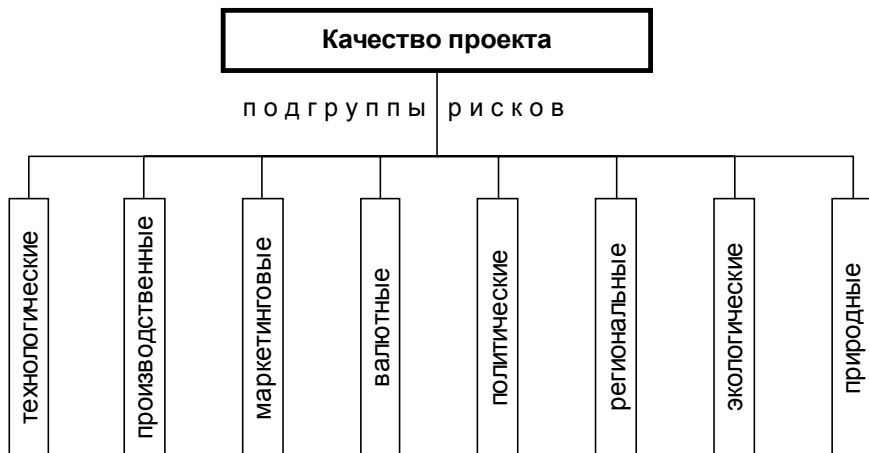 Качество проекта
подгруппы рисков
технологические
производственные
маркетинговые
валютные
политические
региональные
экологические
природные